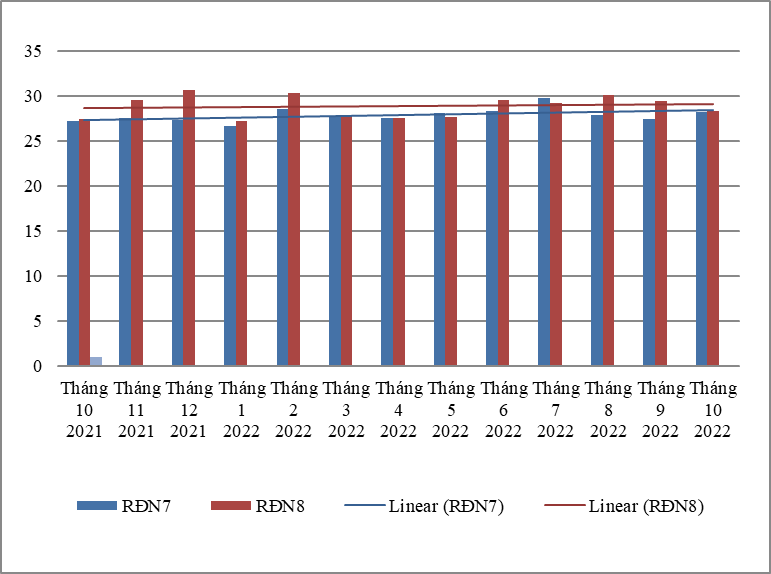 35
30
25
20
15
10
5
0
Tháng Tháng Tháng Tháng Tháng Tháng Tháng Tháng Tháng Tháng Tháng Tháng Tháng
10 11 12 1 2 3 4 5 6 7 8 9 10
2021 2021 2021 2022 2022 2022 2022 2022 2022 2022 2022 2022 2022
RĐN7 RĐN8 Linear (RĐN7) Linear (RĐN8)